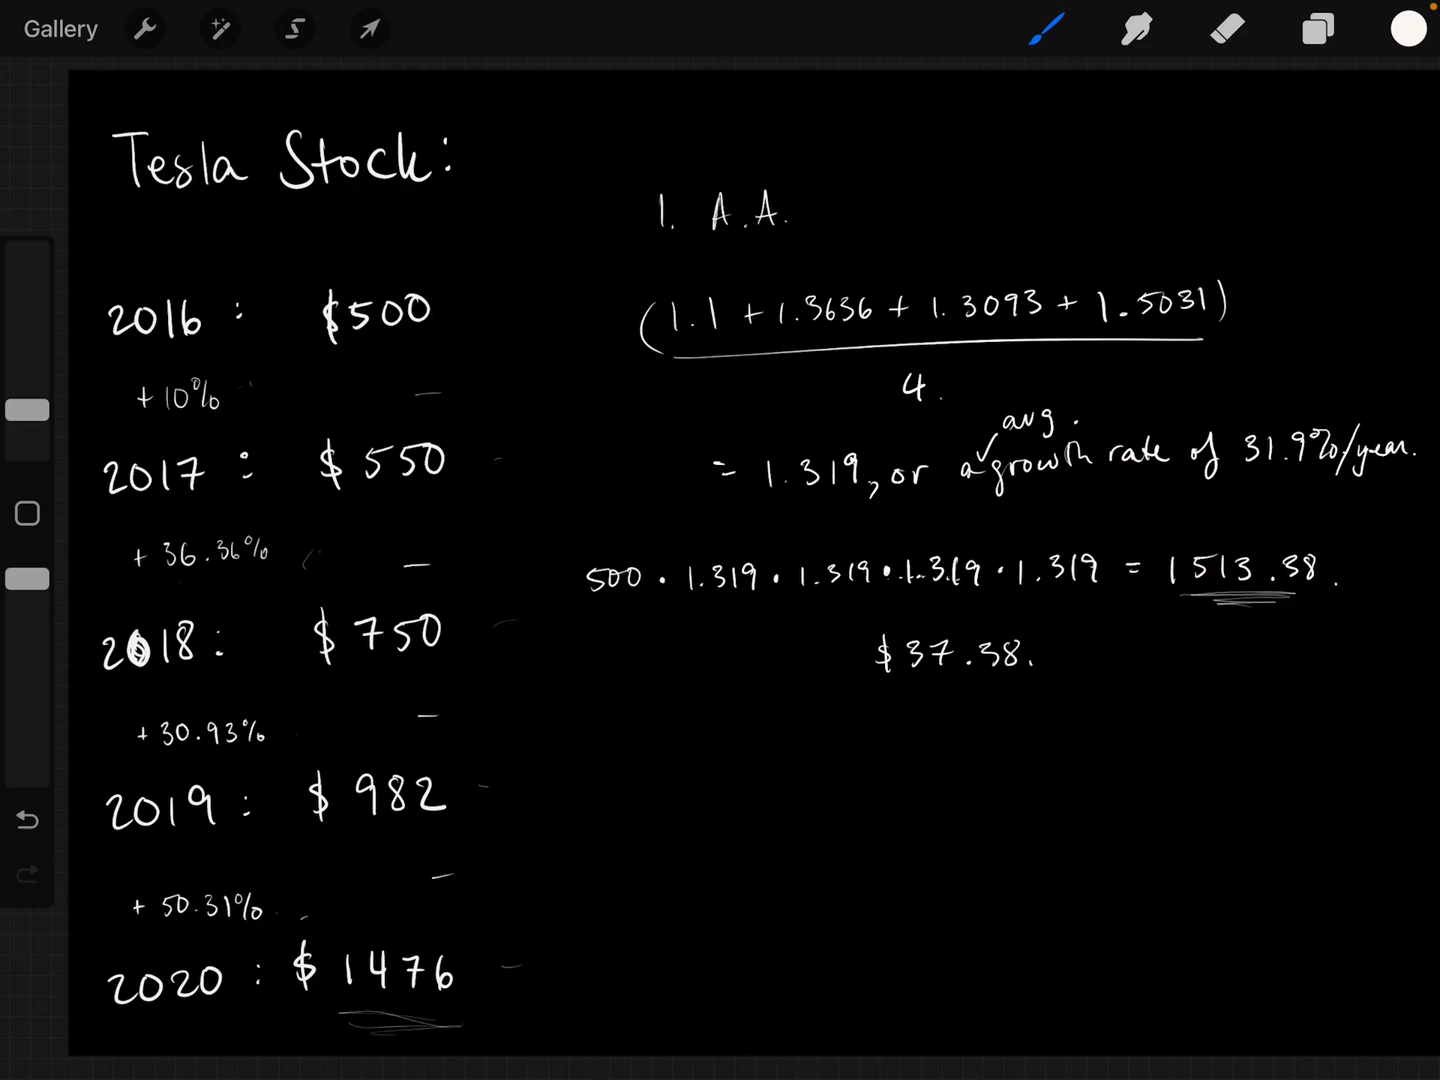 Gallery
Tesla Stock:
2016 : $500
+10%
2017 : $550
+ 36.36%
2018 : $750
+ 30.93%
2019 : $982
+ 50.31%
2020 : $1476
1. A.A.
(1.1 + 1.3636 + 1.3093 + 1.5031)
4.
avg.
= 1.319, or a growth rate of 31.9%/year.
500 · 1.319 · 1.319 · 1.319 · 1.319 = 1513.38.
$37.38.